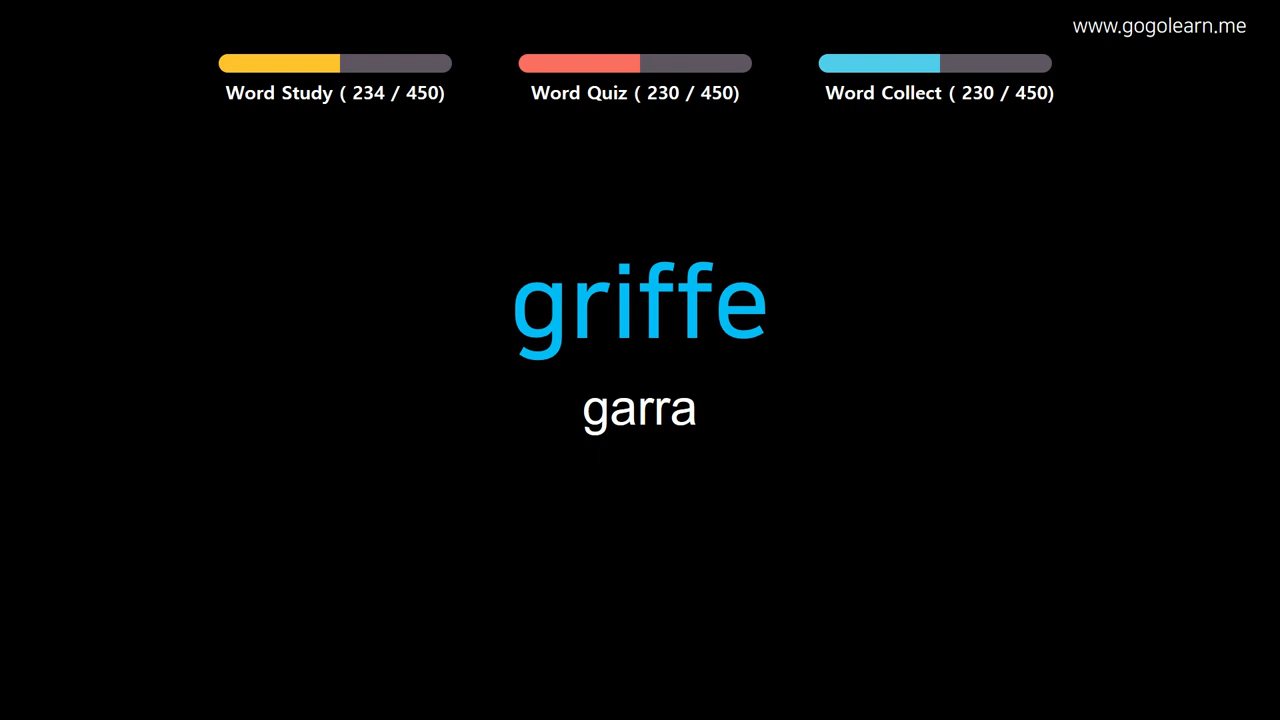 www.gogolearn.me
Word Study ( 234 / 450)
Word Quiz ( 230 / 450)
Word Collect ( 230 / 450)
griffe
garra